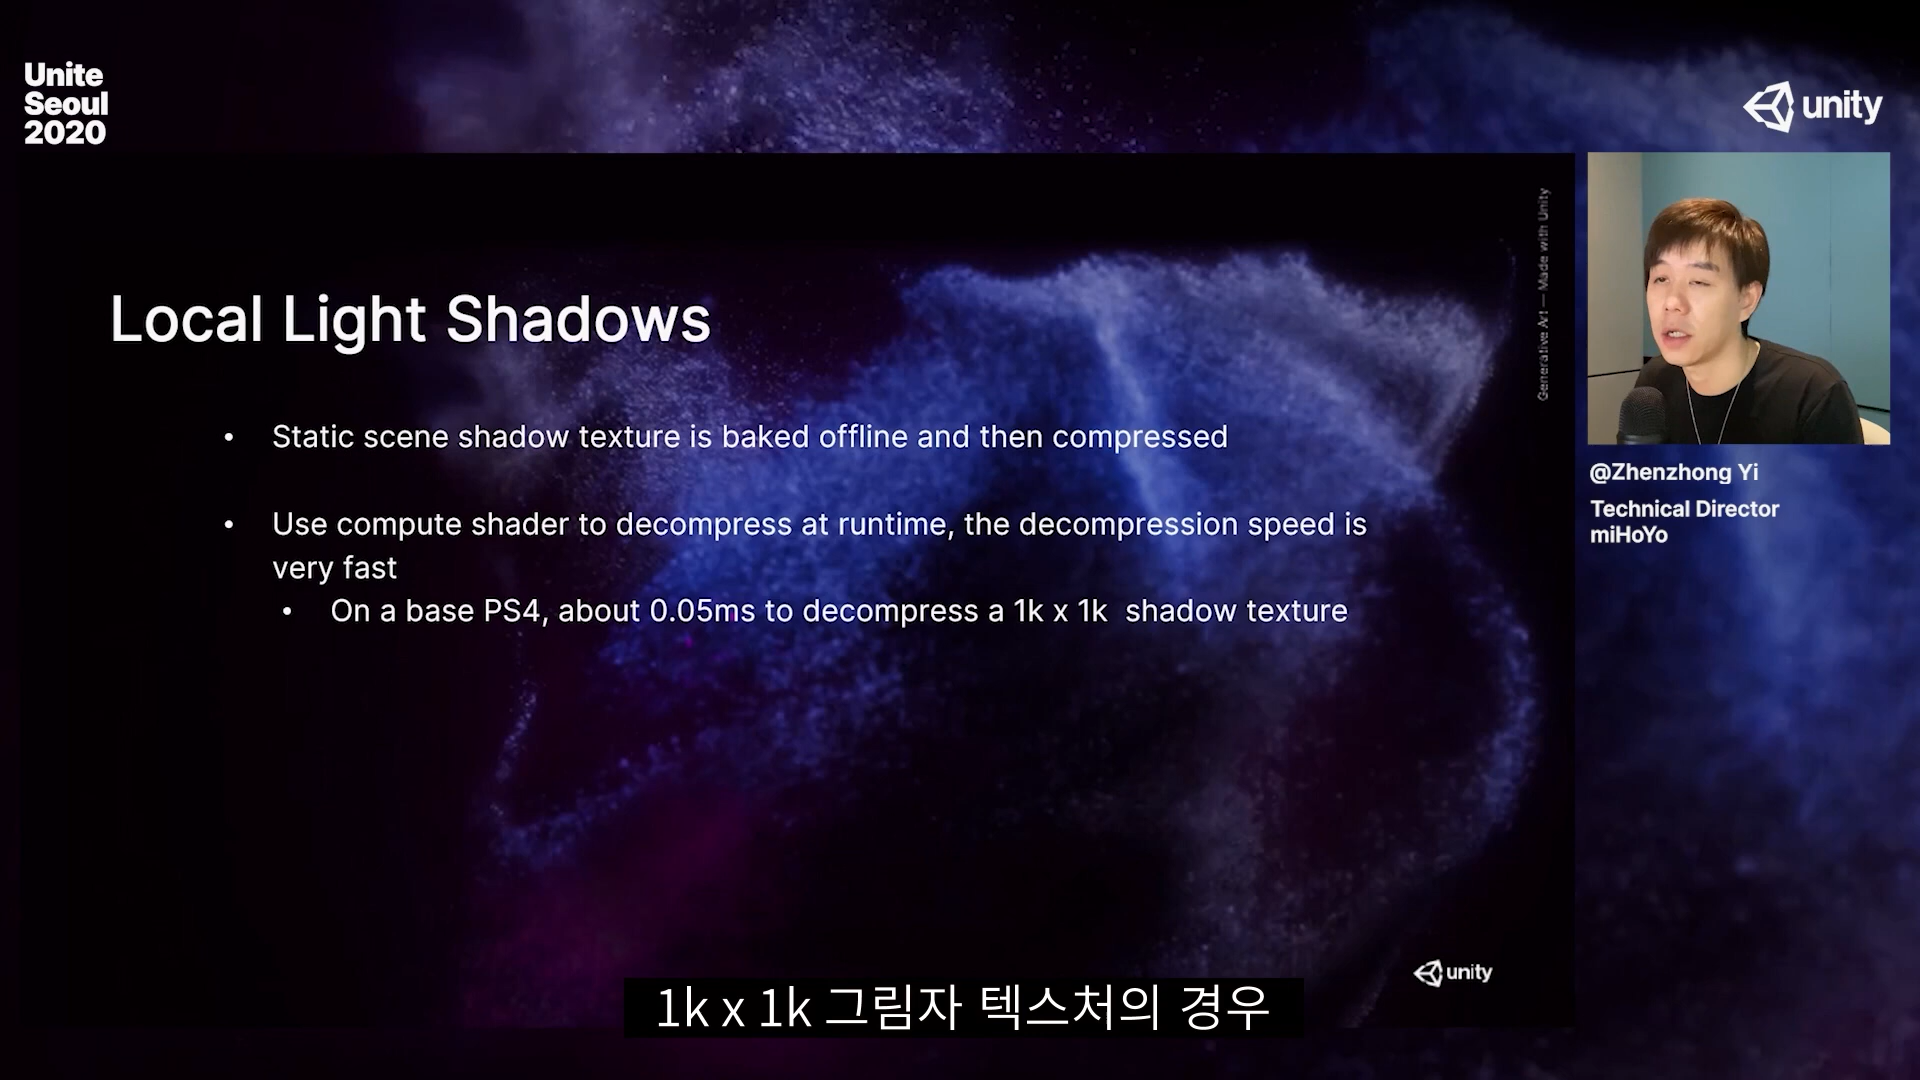 Unite
Seoul
2020
unity
Generative Art — Made with Unity
Local Light Shadows
• Static scene shadow texture is baked offline and then compressed
• Use compute shader to decompress at runtime, the decompression speed is
very fast
• On a base PS4, about 0.05ms to decompress a 1k x 1k shadow texture
@Zhenzhong Yi
Technical Director
miHoYo
unity
1k x 1k 그림자 텍스처의 경우